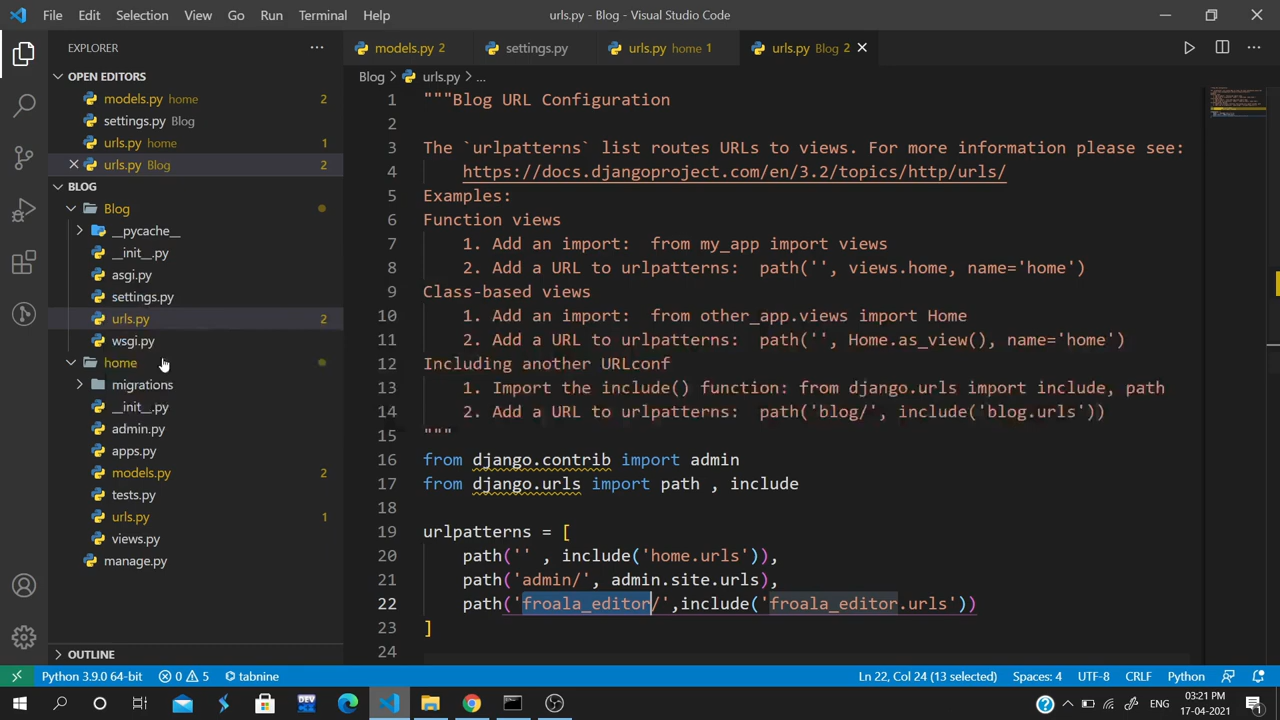 File Edit Selection View Go Run Terminal Help urls.py - Blog - Visual Studio Code
EXPLORER
models.py 2 settings.py urls.py home 1 urls.py Blog 2
OPEN EDITORS
models.py home 2
settings.py Blog
urls.py home 1
urls.py Blog 2
BLOG
Blog
__pycache__
__init__.py
asgi.py
settings.py
urls.py 2
wsgi.py
home
migrations
__init__.py
admin.py
apps.py
models.py 2
tests.py
urls.py 1
views.py
manage.py
OUTLINE
Blog > urls.py > ...
1 """Blog URL Configuration
2
3 The `urlpatterns` list routes URLs to views. For more information please see:
4 https://docs.djangoproject.com/en/3.2/topics/http/urls/
5 Examples:
6 Function views
7 1. Add an import:  from my_app import views
8 2. Add a URL to urlpatterns:  path('', views.home, name='home')
9 Class-based views
10 1. Add an import:  from other_app.views import Home
11 2. Add a URL to urlpatterns:  path('', Home.as_view(), name='home')
12 Including another URLconf
13 1. Import the include() function: from django.urls import include, path
14 2. Add a URL to urlpatterns:  path('blog/', include('blog.urls'))
15 """
16 from django.contrib import admin
17 from django.urls import path , include
18
19 urlpatterns = [
20 path('' , include('home.urls')),
21 path('admin/', admin.site.urls),
22 path('froala_editor/',include('froala_editor.urls'))
23 ]
24
Python 3.9.0 64-bit 0 5 tabnine Ln 22, Col 24 (13 selected) Spaces: 4 UTF-8 CRLF Python
DEV ENG 03:21 PM
17-04-2021 1